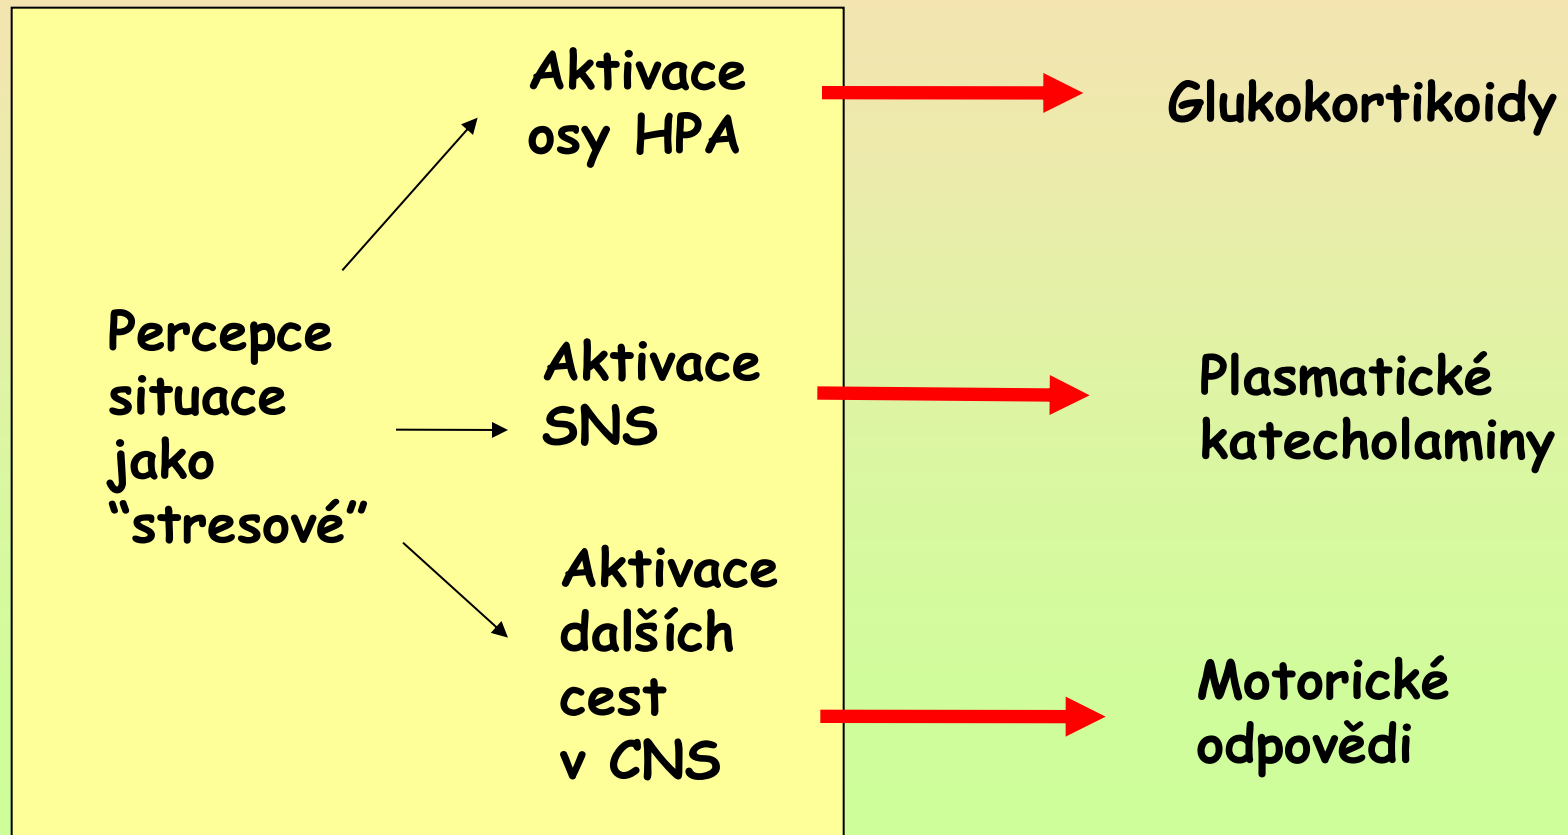 Aktivace
osy HPA
Glukokortikoidy
Percepce
situace
jako
“stresové”
Aktivace
SNS
Plasmatické
katecholaminy
Aktivace
dalších
cest
v CNS
Motorické
odpovědi